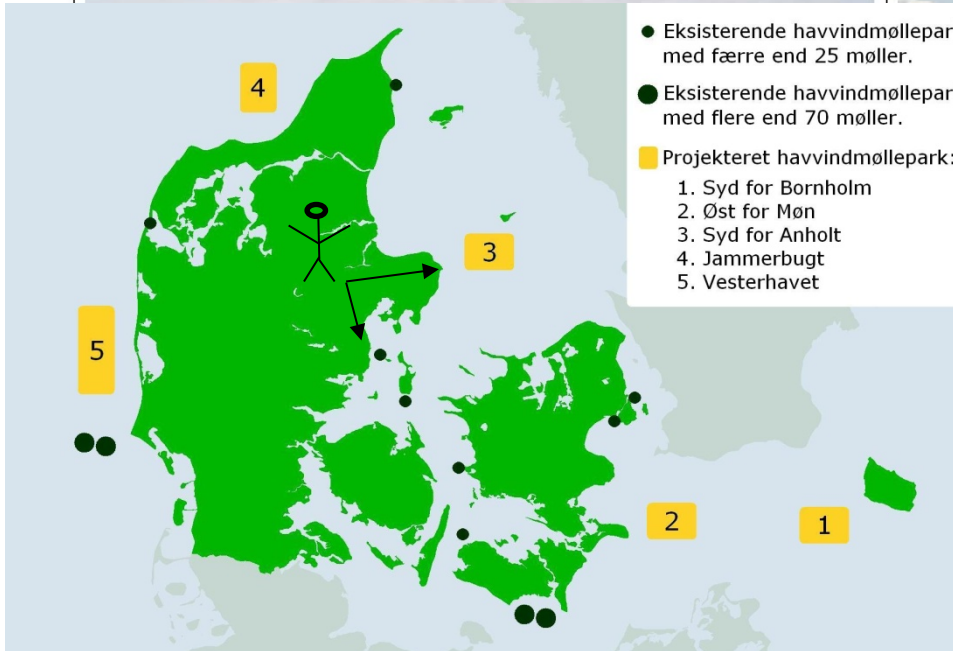 Eksisterende havvindmøllepar
med færre end 25 møller.
Eksisterende havvindmøllepar
med flere end 70 møller.
Projekteret havvindmøllepark:
1. Syd for Bornholm
2. Øst for Møn
3. Syd for Anholt
4. Jammerbugt
5. Vesterhavet
4
3
5
2
1